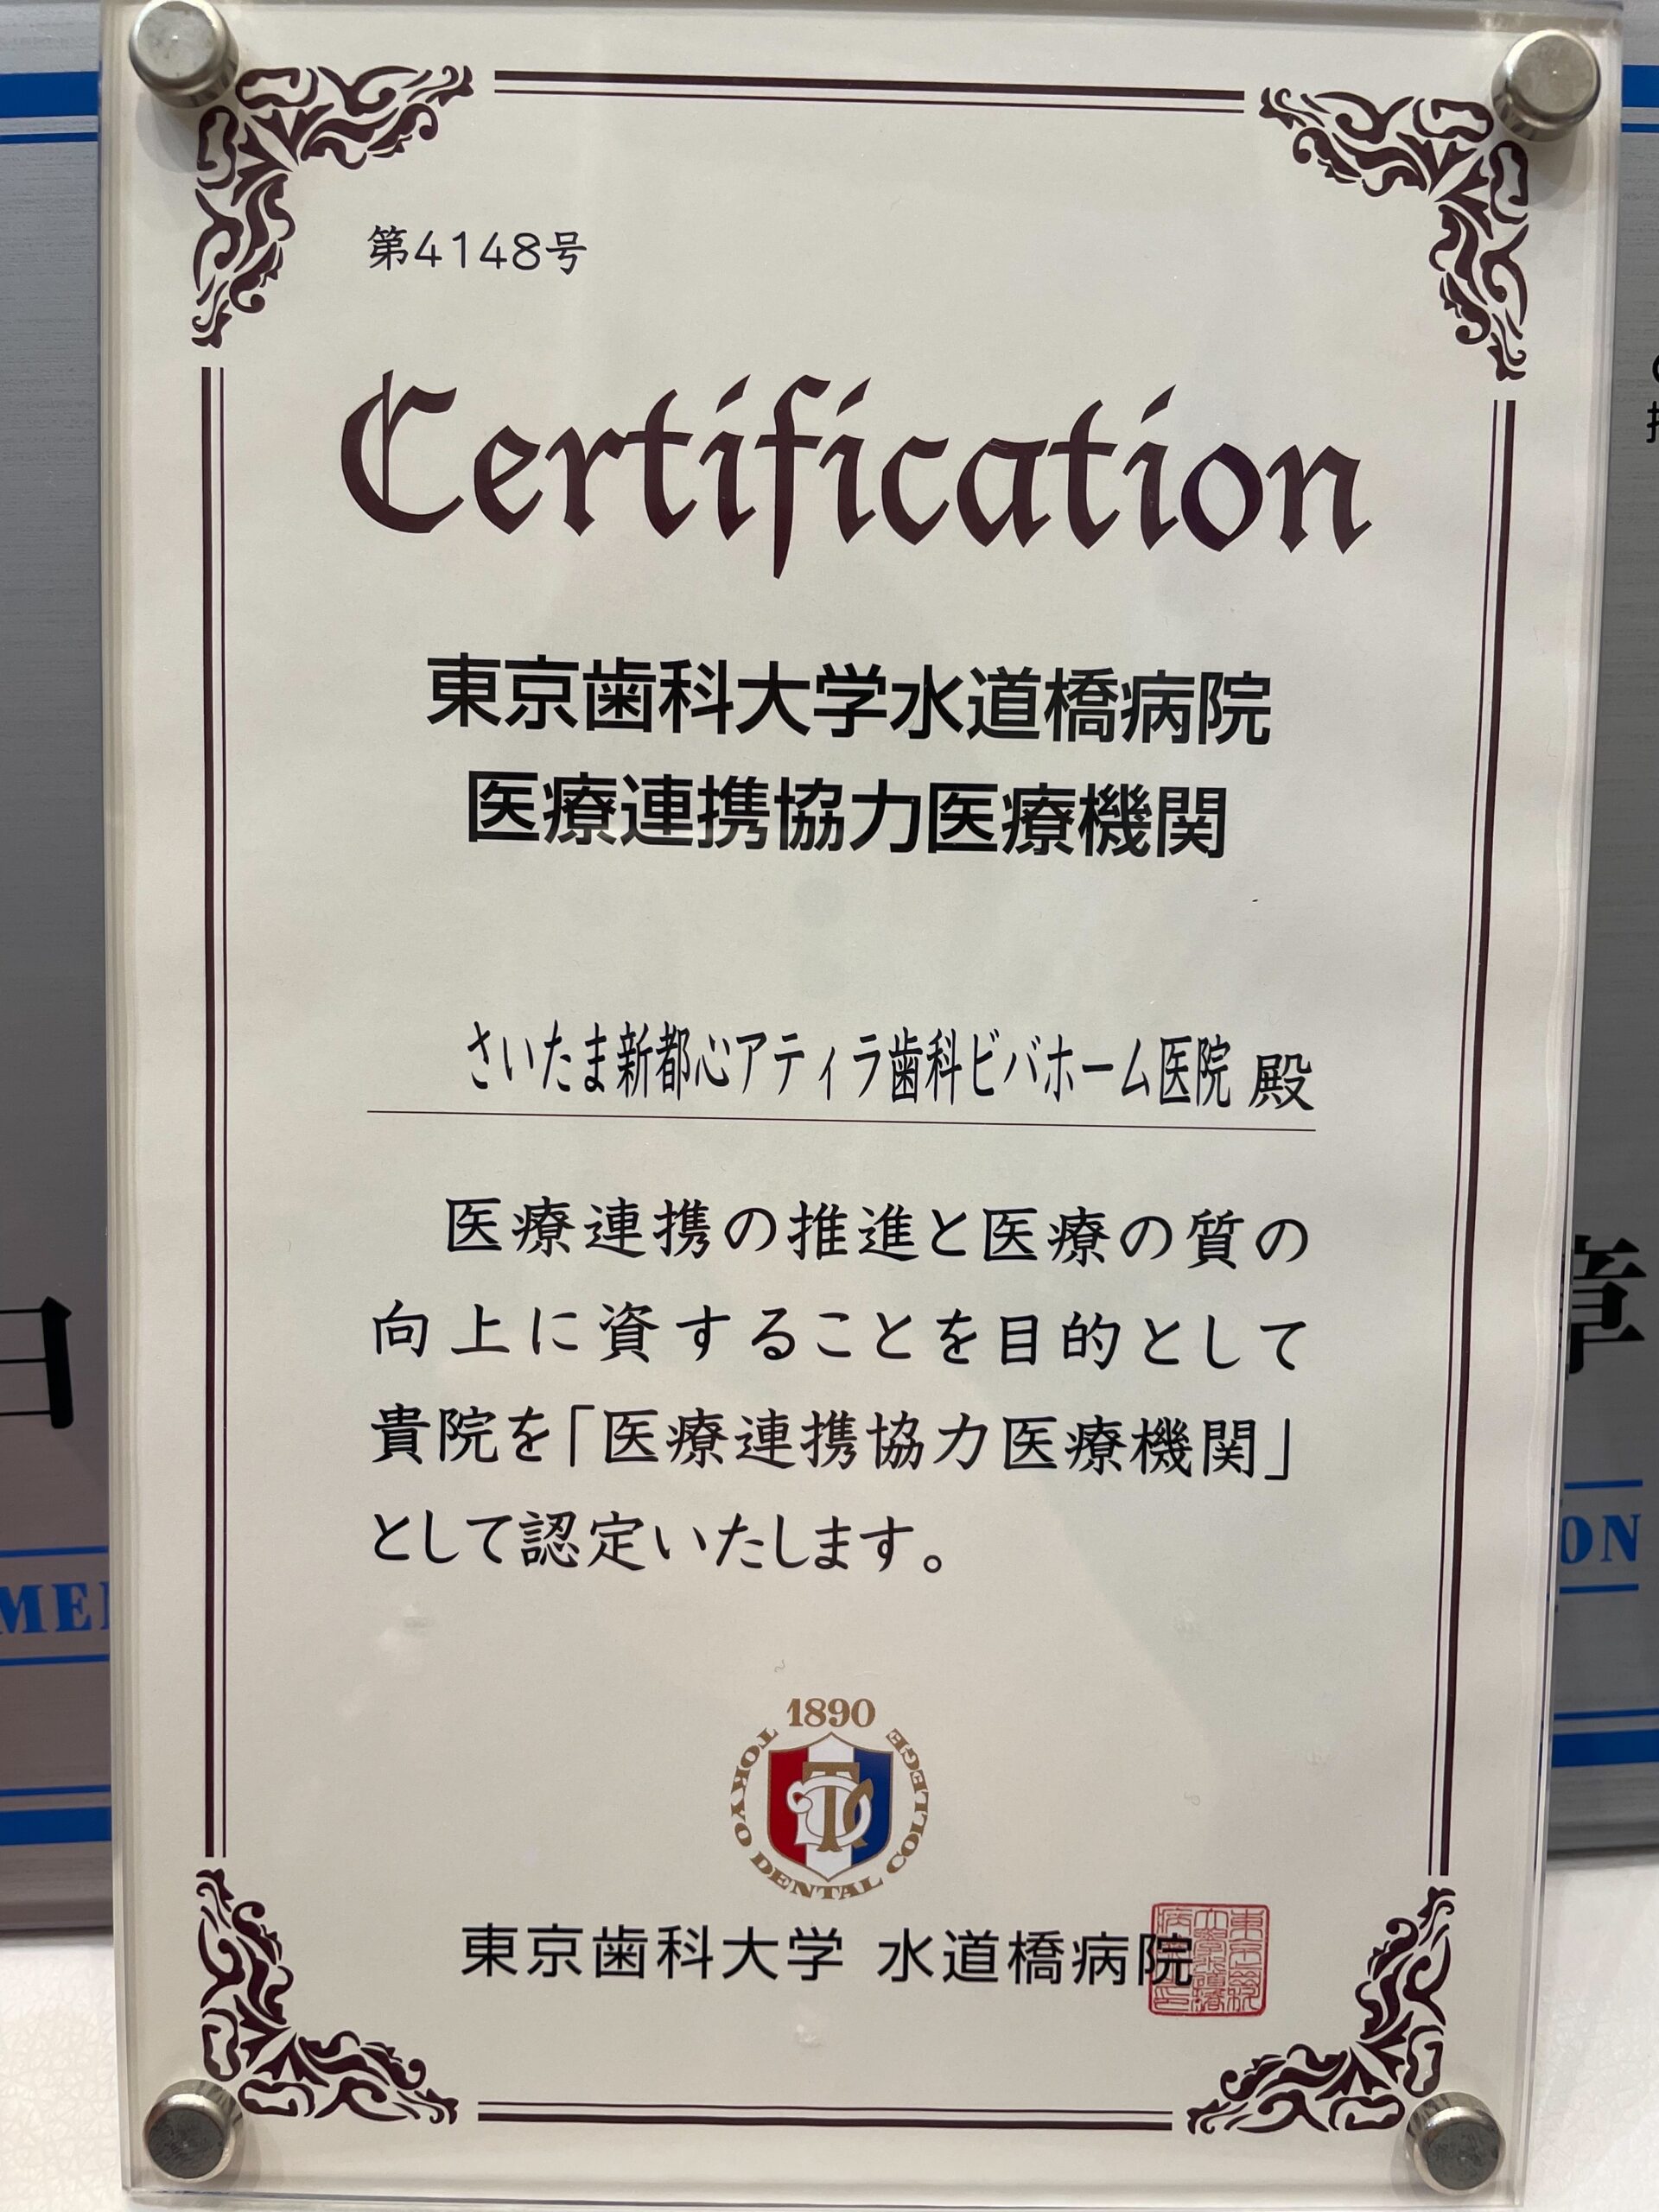 第4148号
Certification
東京歯科大学水道橋病院
医療連携協力医療機関
さいたま新都心アティラ歯科ビバホーム医院 殿
医療連携の推進と医療の質の
向上に資することを目的として
貴院を「医療連携協力医療機関」
として認定いたします。
1890
TOKYO DENTAL COLLEGE
東京歯科大学 水道橋病院